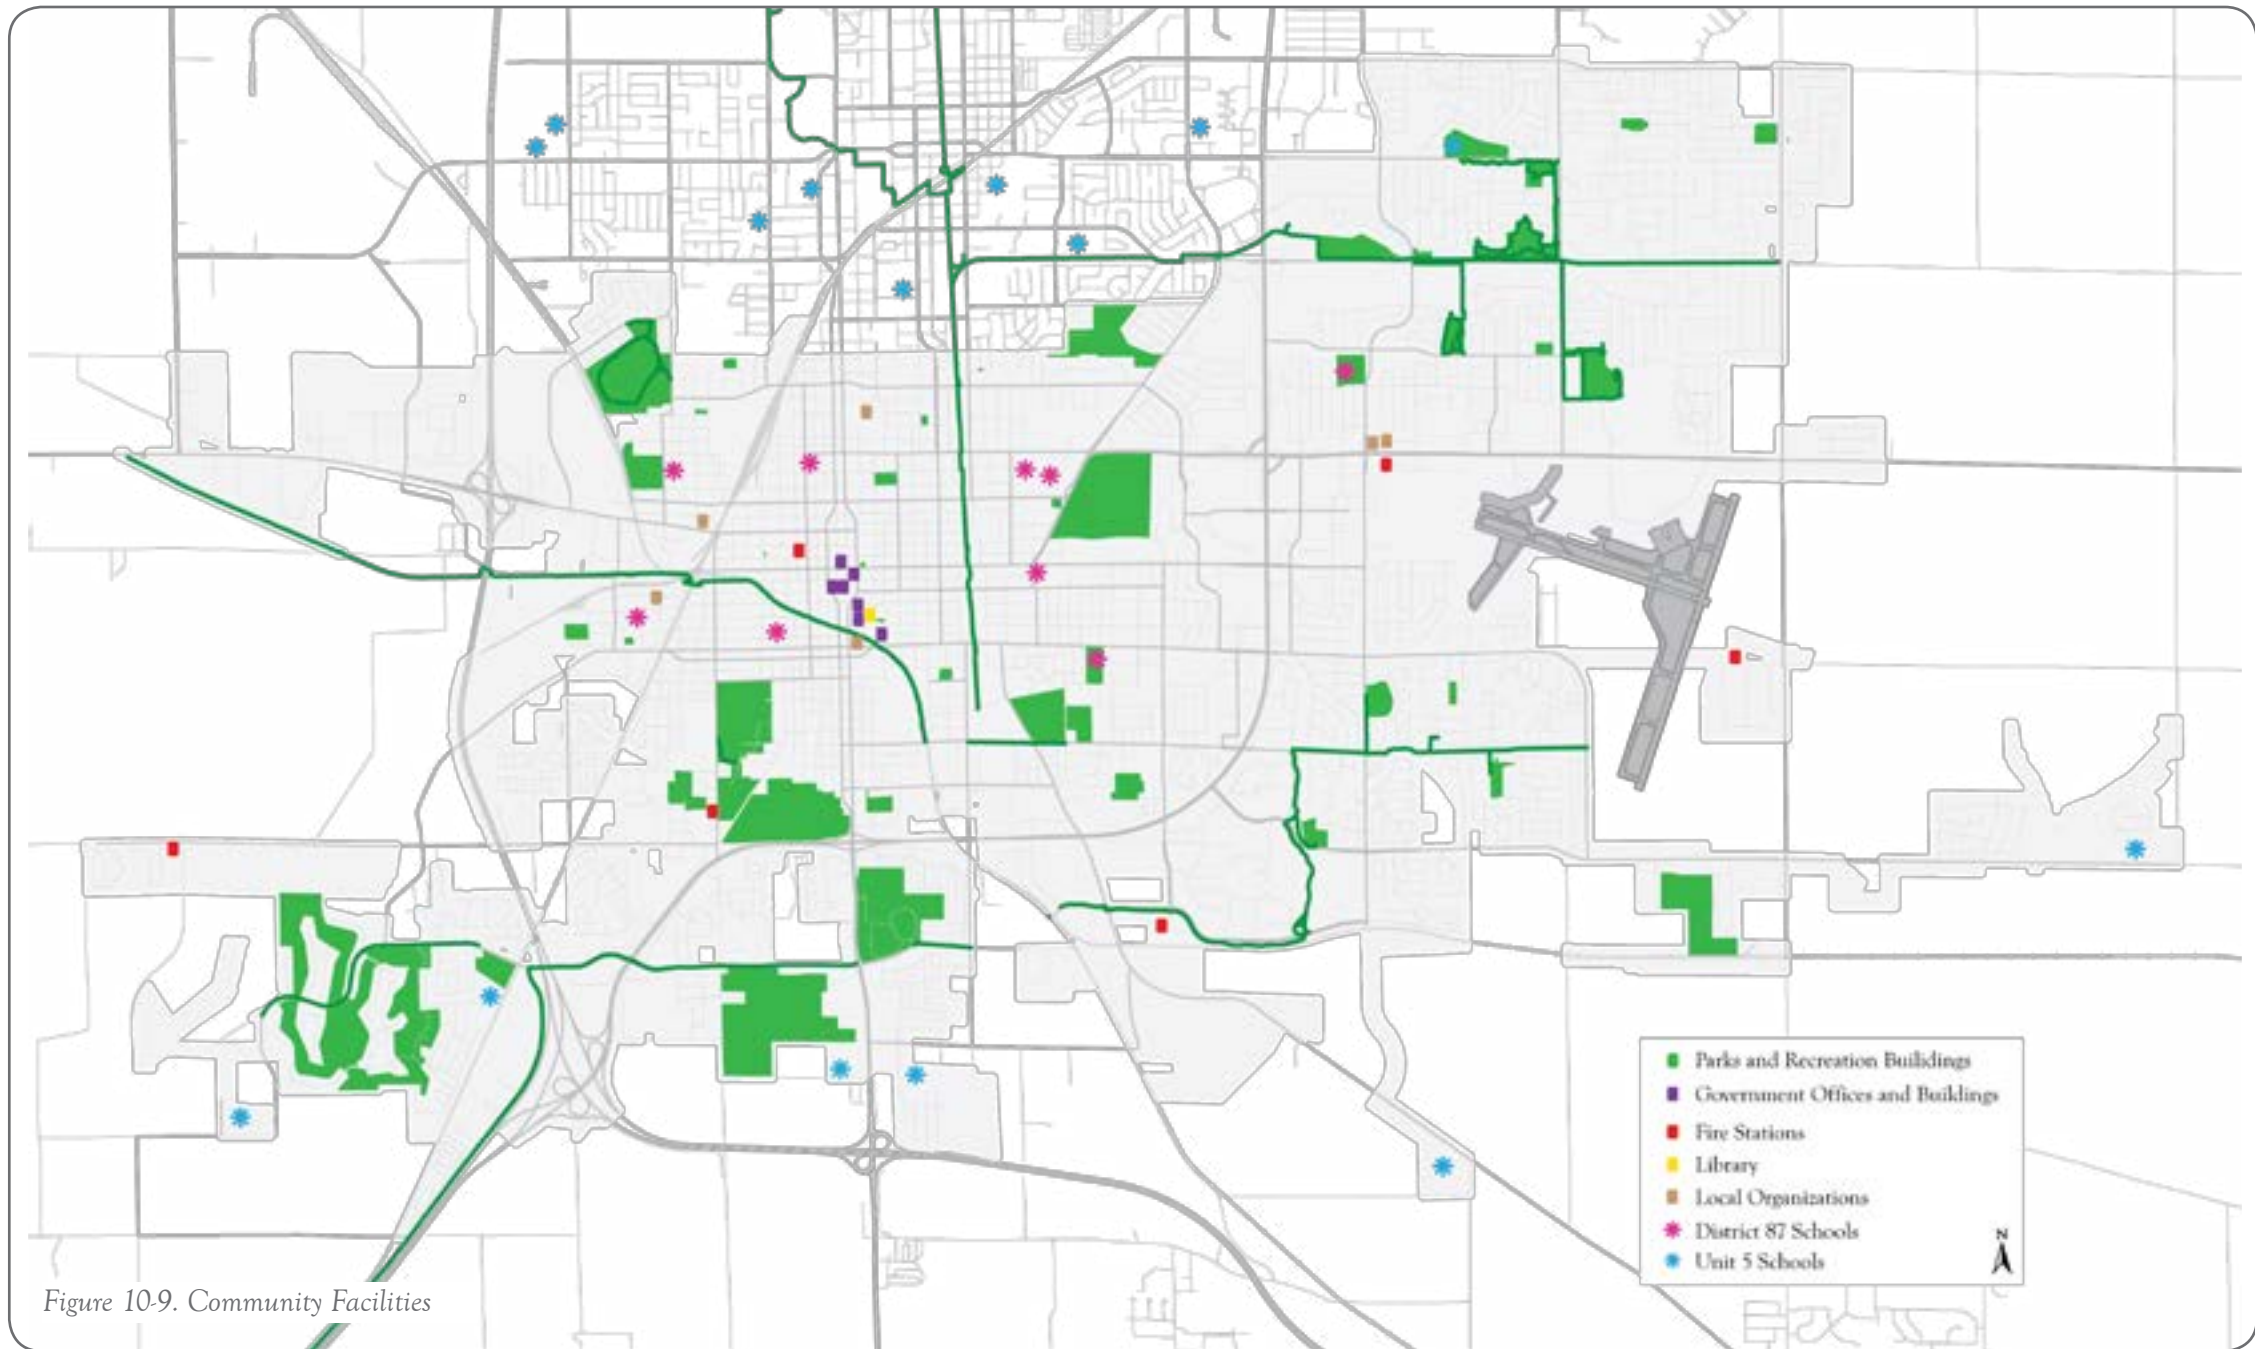 Parks and Recreation Builidings
Government Offices and Buildings
Fire Stations
Library
Local Organizations
District 87 Schools
Unit 5 Schools
N
Figure 10-9. Community Facilities